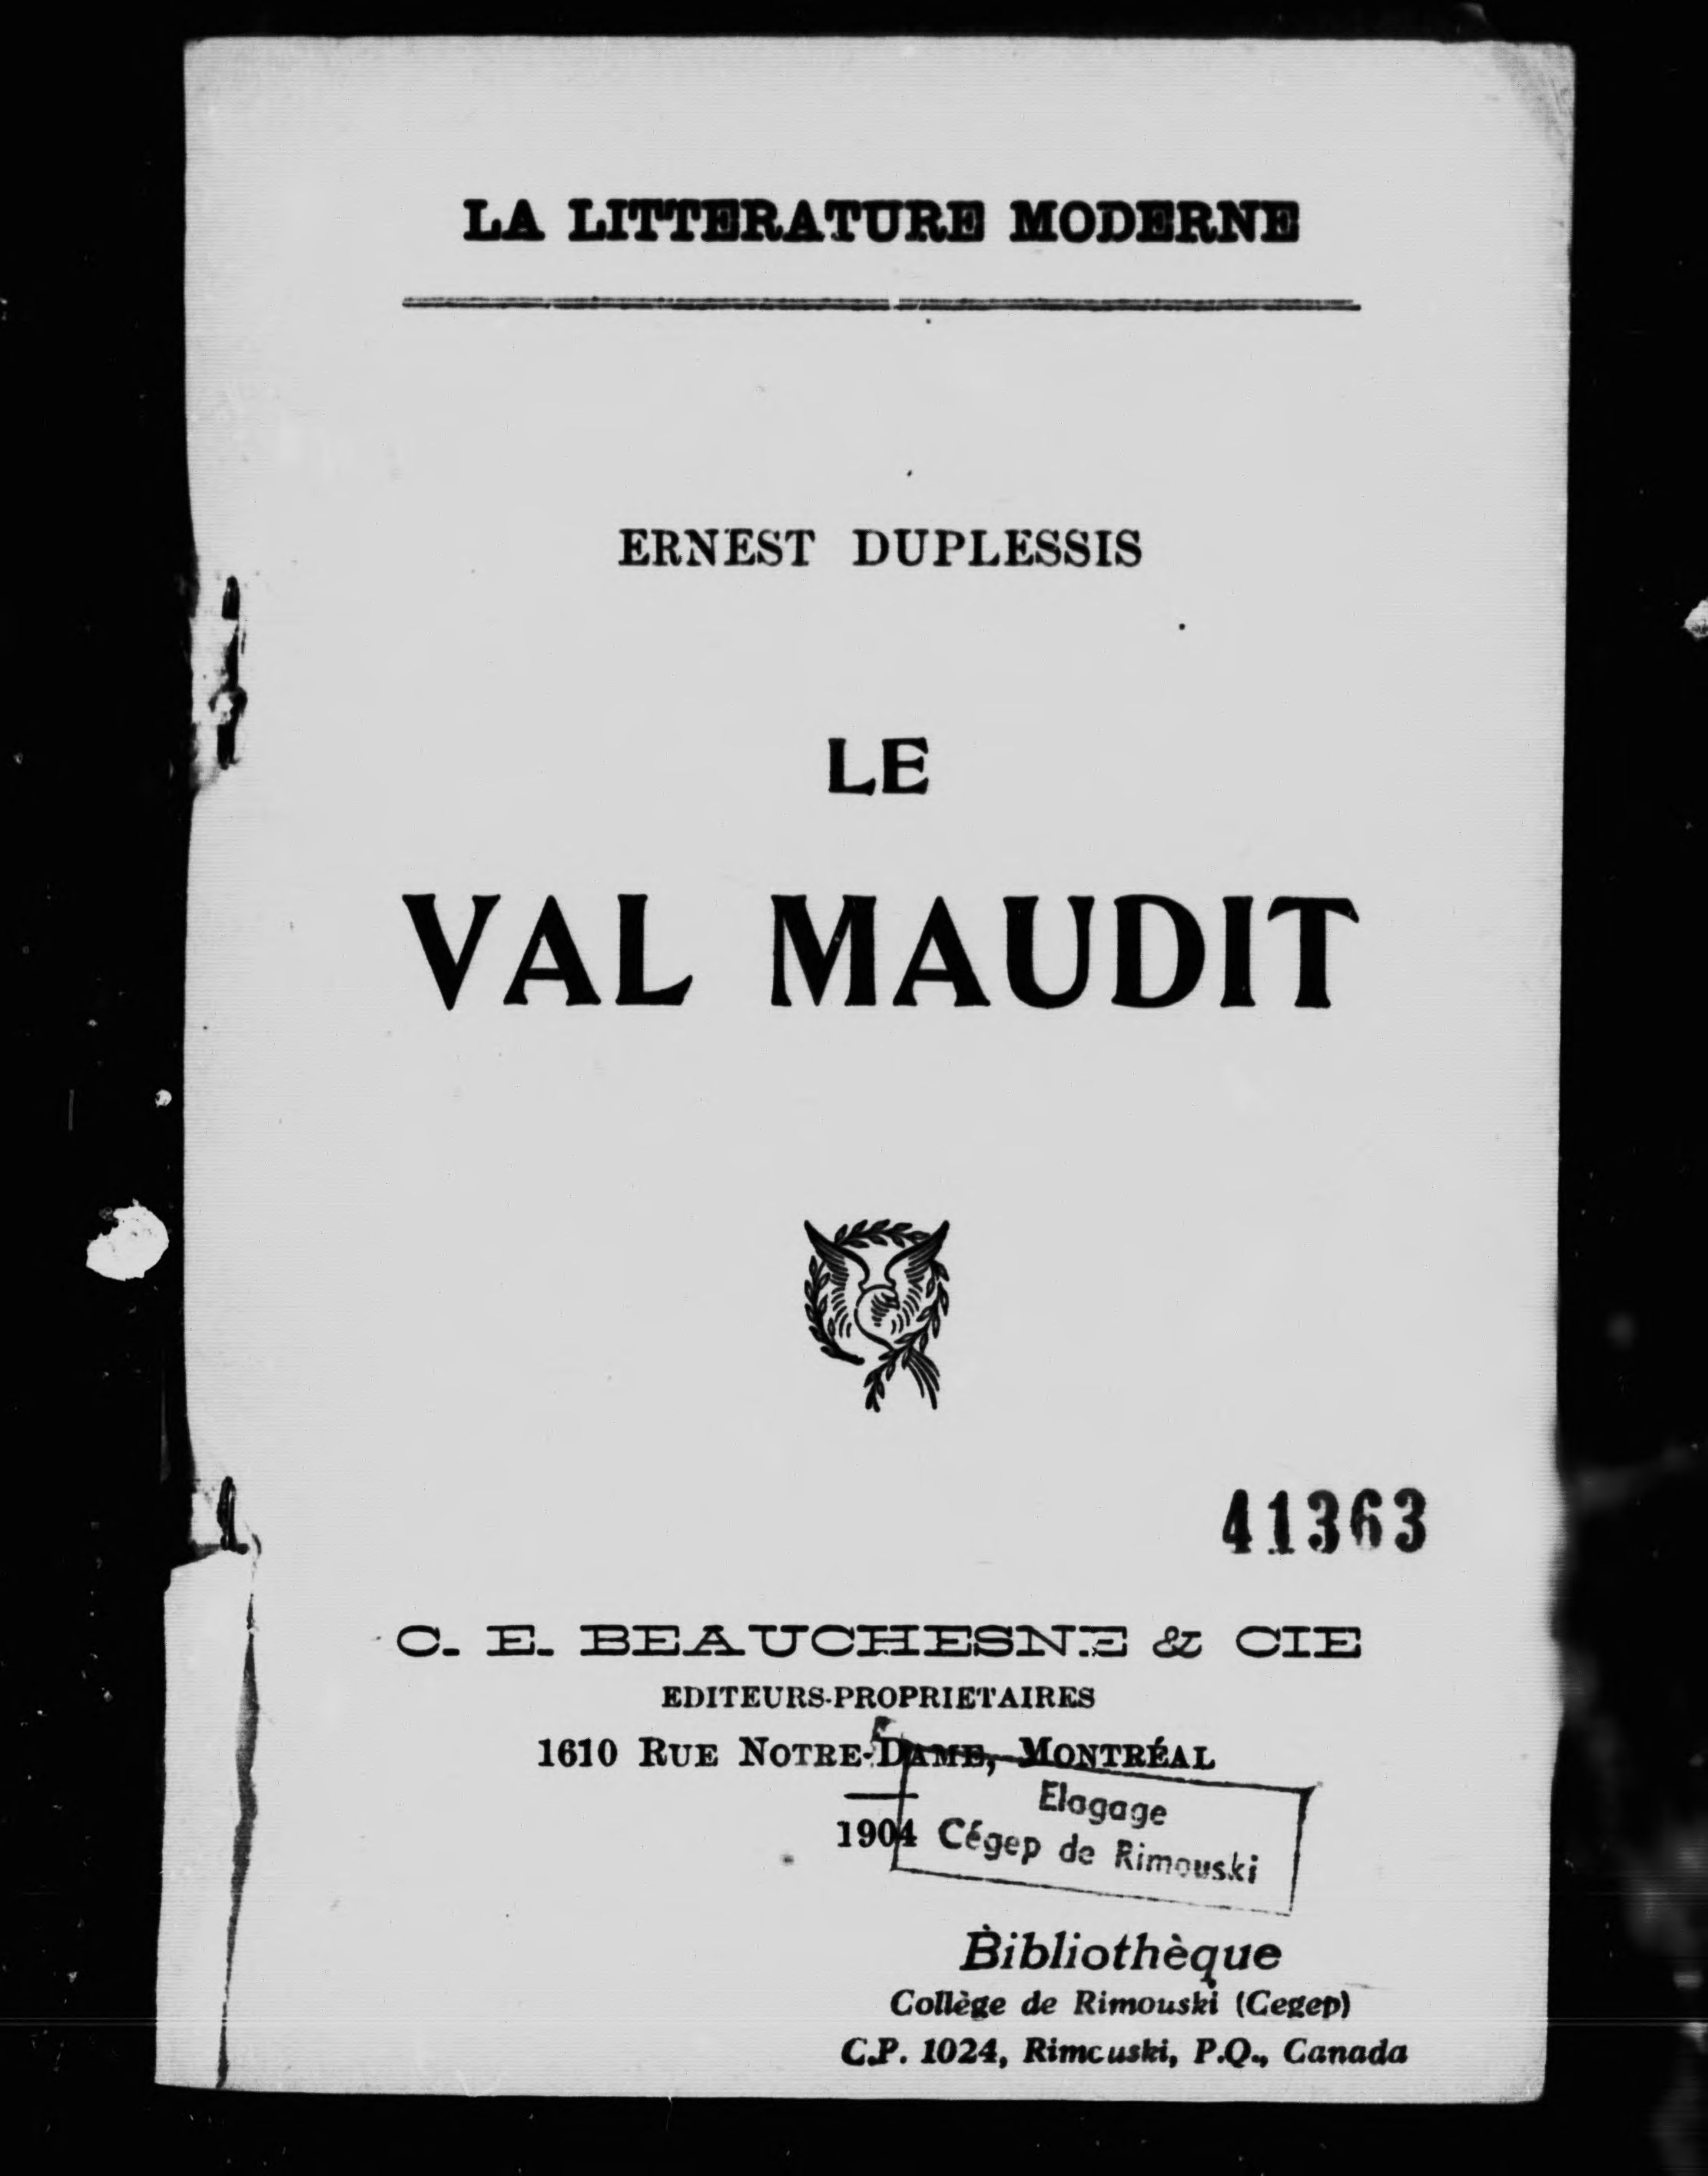 LA LITTERATURE MODERNE
ERNEST DUPLESSIS
LE
VAL MAUDIT
41363
C. E. BEAUCHESNE & CIE
EDITEURS-PROPRIETAIRES
1610 RUE NOTRE-DAME, MONTRÉAL
1904
Elagage
Cégep de Rimouski
Bibliothèque
Collège de Rimouski (Cegep)
C.P. 1024, Rimouski, P.Q., Canada